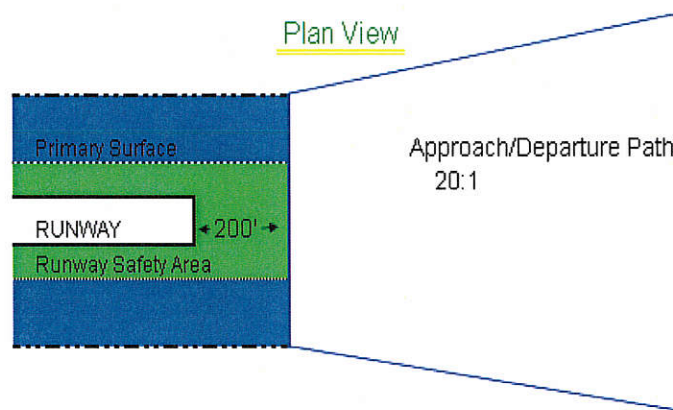 Plan View
Primary Surface
Approach/Departure Path
20:1
RUNWAY
200'
Runway Safety Area